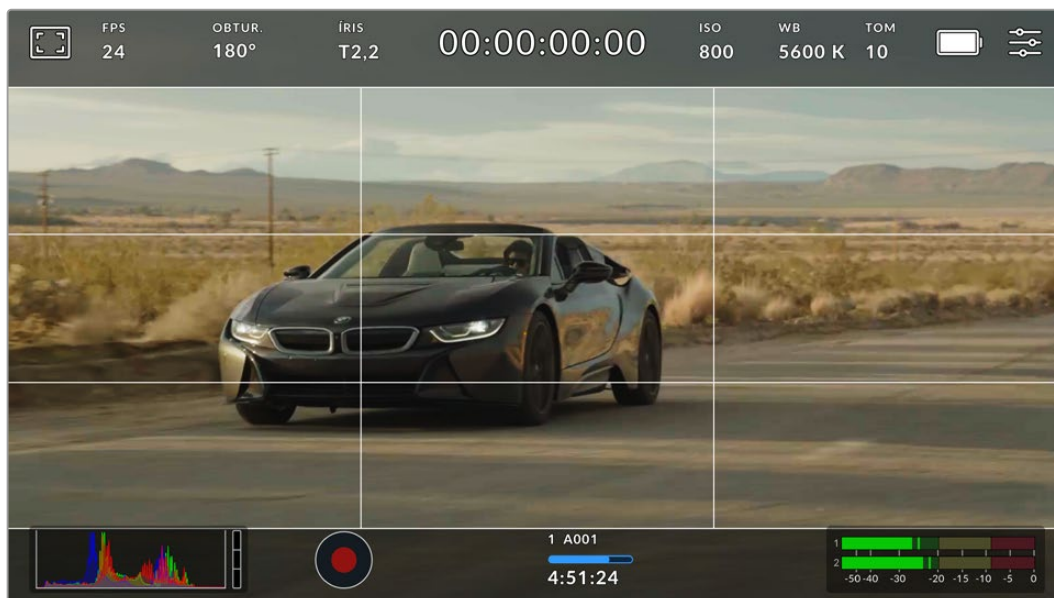 FPS OBTUR. ÍRIS 00:00:00:00 ISO WB TOM
24 180° T2,2 800 5600 K 10
1 A001
4:51:24
1
2
-50 -40 -30 -20 -15 -10 -5 0